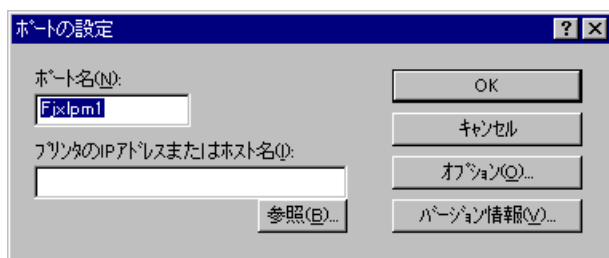 ポートの設定
ポート名(N):
Fjxlpm1
プリンタのIPアドレスまたはホスト名(I):
参照(B)...
OK
キャンセル
オプション(O)...
バージョン情報(V)...